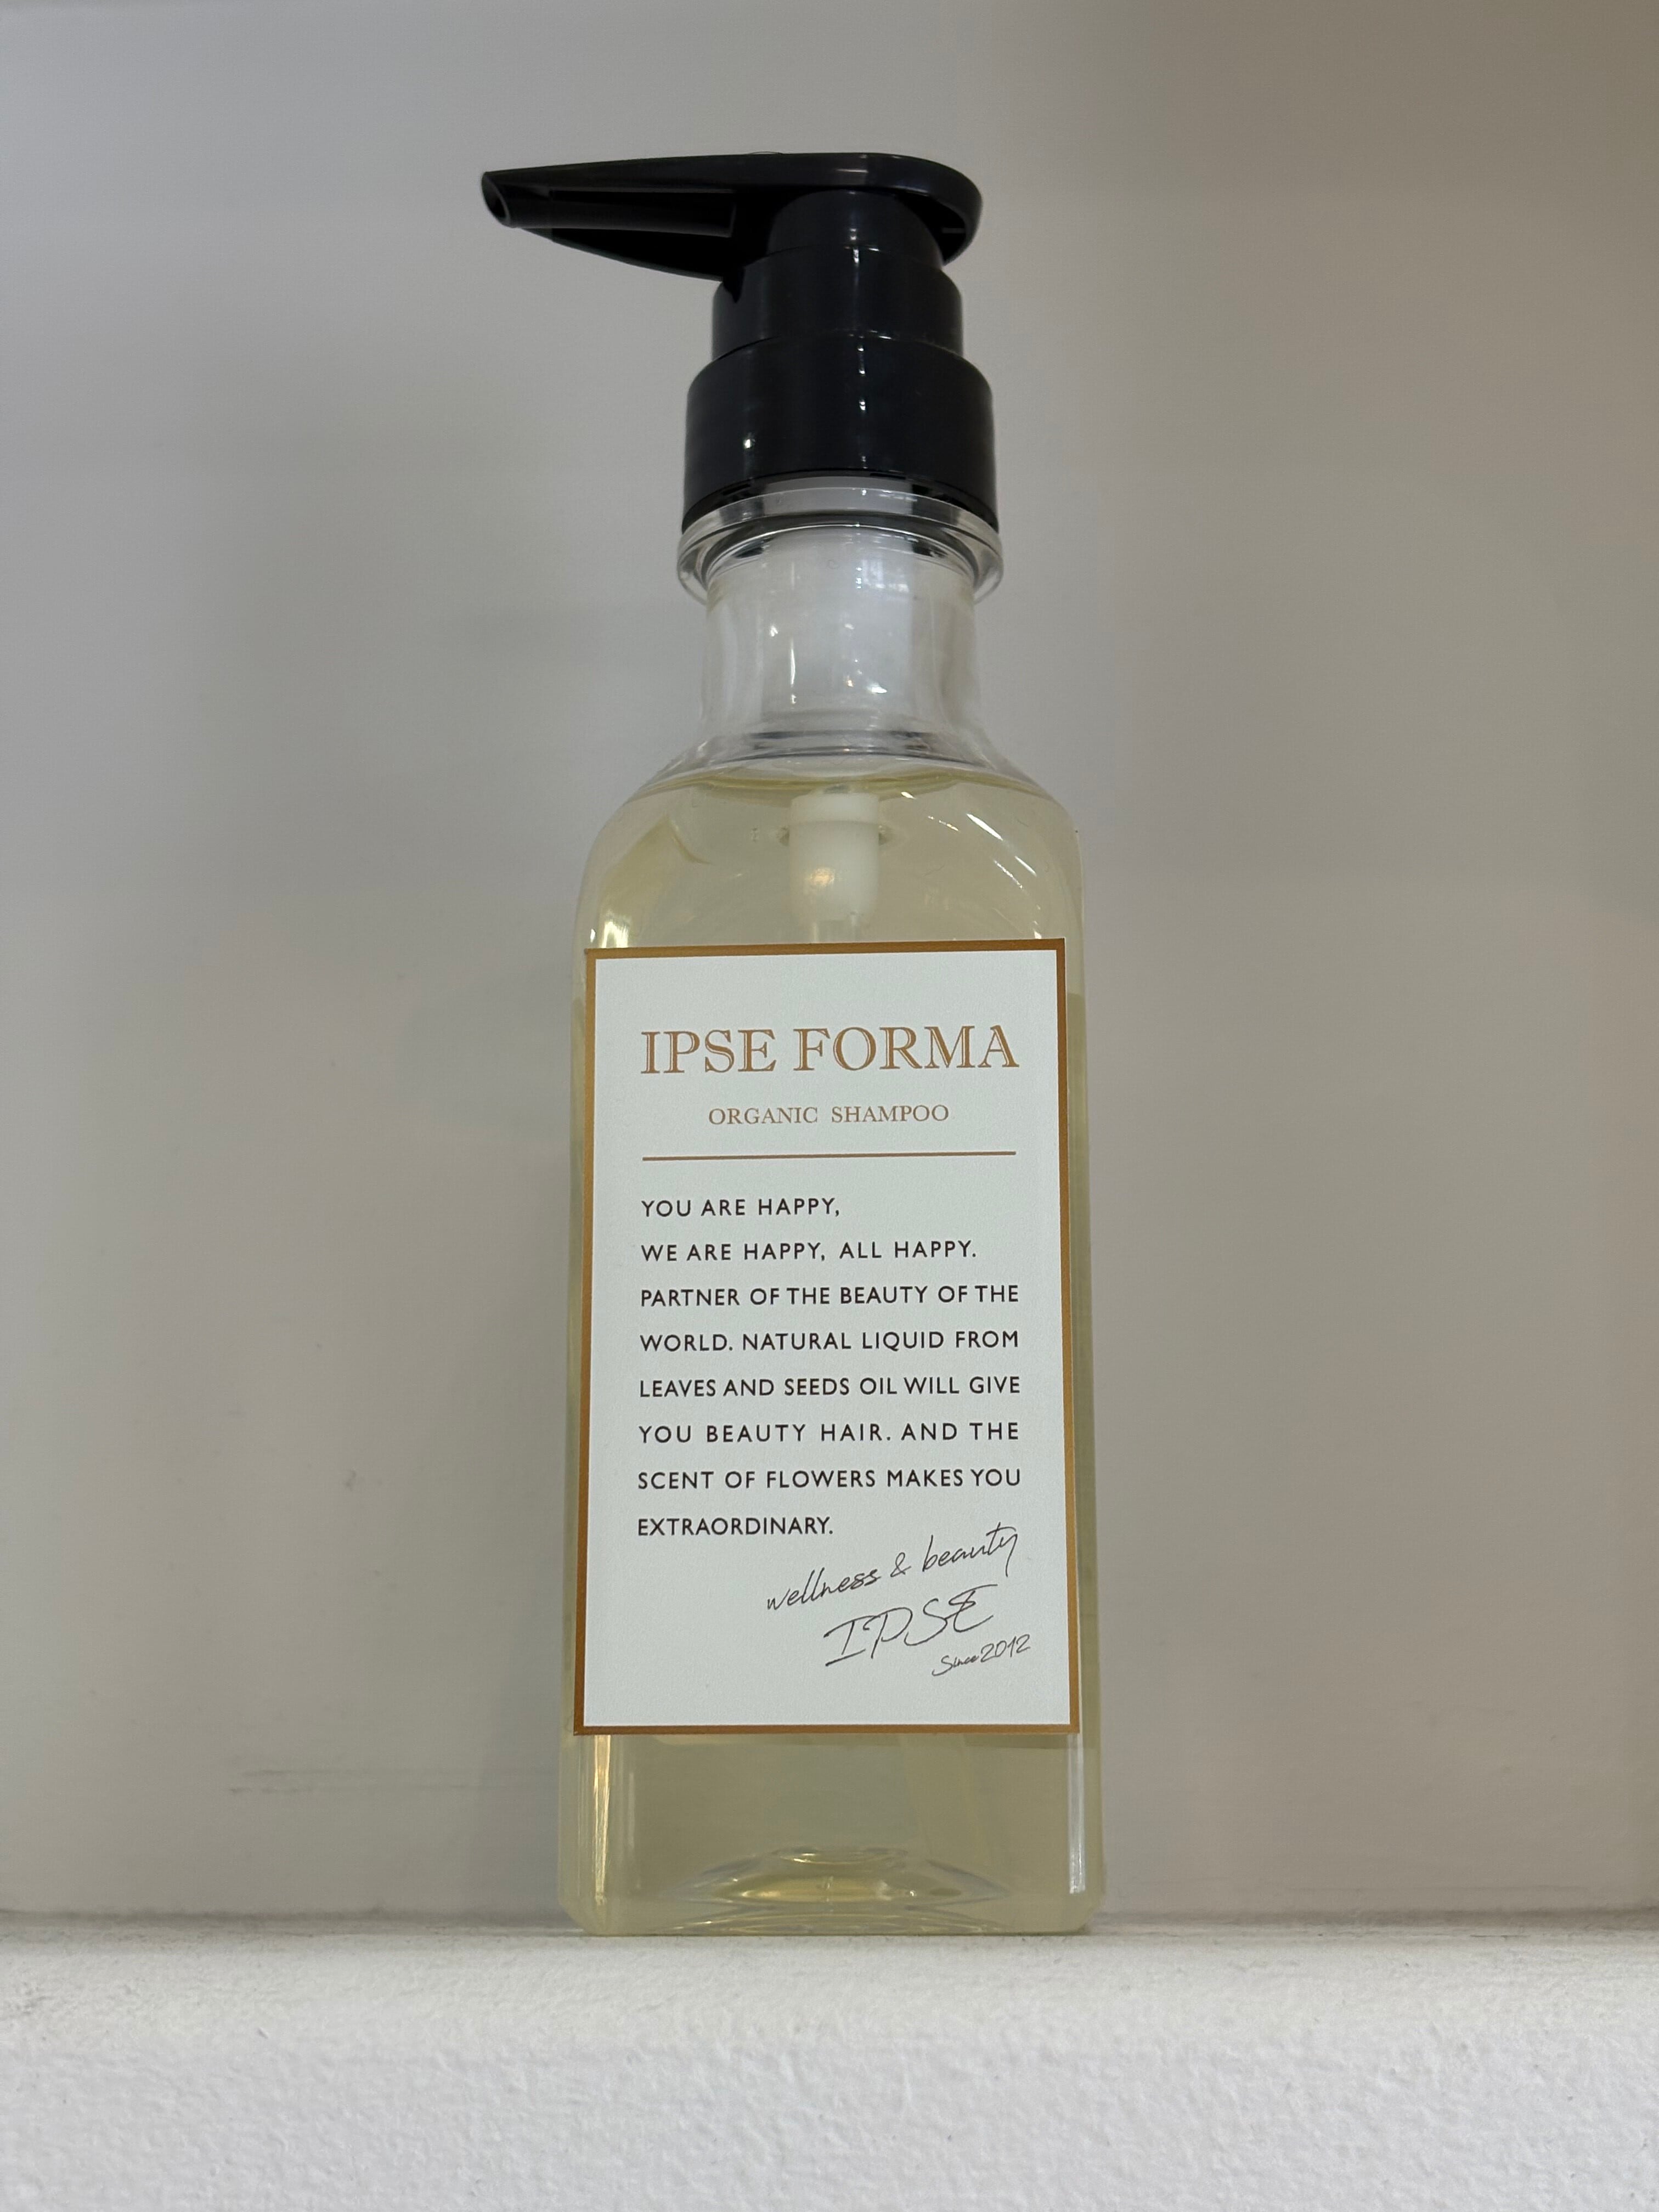 IPSE FORMA
ORGANIC SHAMPOO
YOU ARE HAPPY,
WE ARE HAPPY, ALL HAPPY.
PARTNER OF THE BEAUTY OF THE
WORLD. NATURAL LIQUID FROM
LEAVES AND SEEDS OIL WILL GIVE
YOU BEAUTY HAIR. AND THE
SCENT OF FLOWERS MAKES YOU
EXTRAORDINARY.
wellness & beauty
IPSE
Since 2012